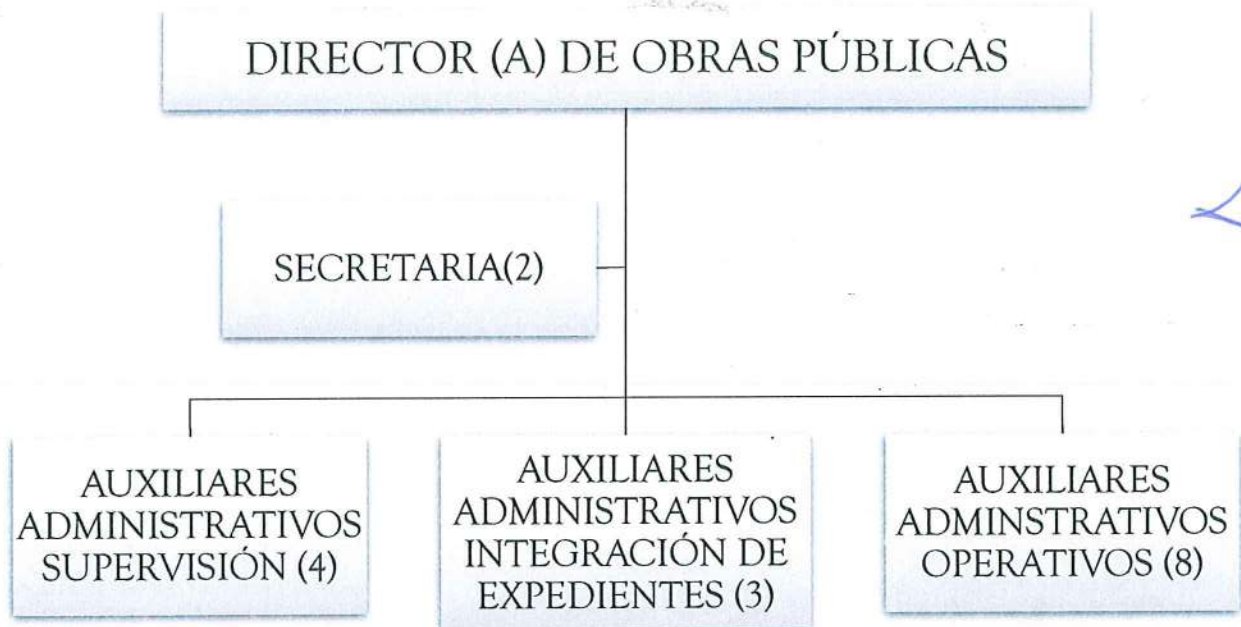 DIRECTOR (A) DE OBRAS PÚBLICAS
SECRETARIA(2)
AUXILIARES
ADMINISTRATIVOS
SUPERVISIÓN (4)
AUXILIARES
ADMINISTRATIVOS
INTEGRACIÓN DE
EXPEDIENTES (3)
AUXILIARES
ADMINSTRATIVOS
OPERATIVOS (8)